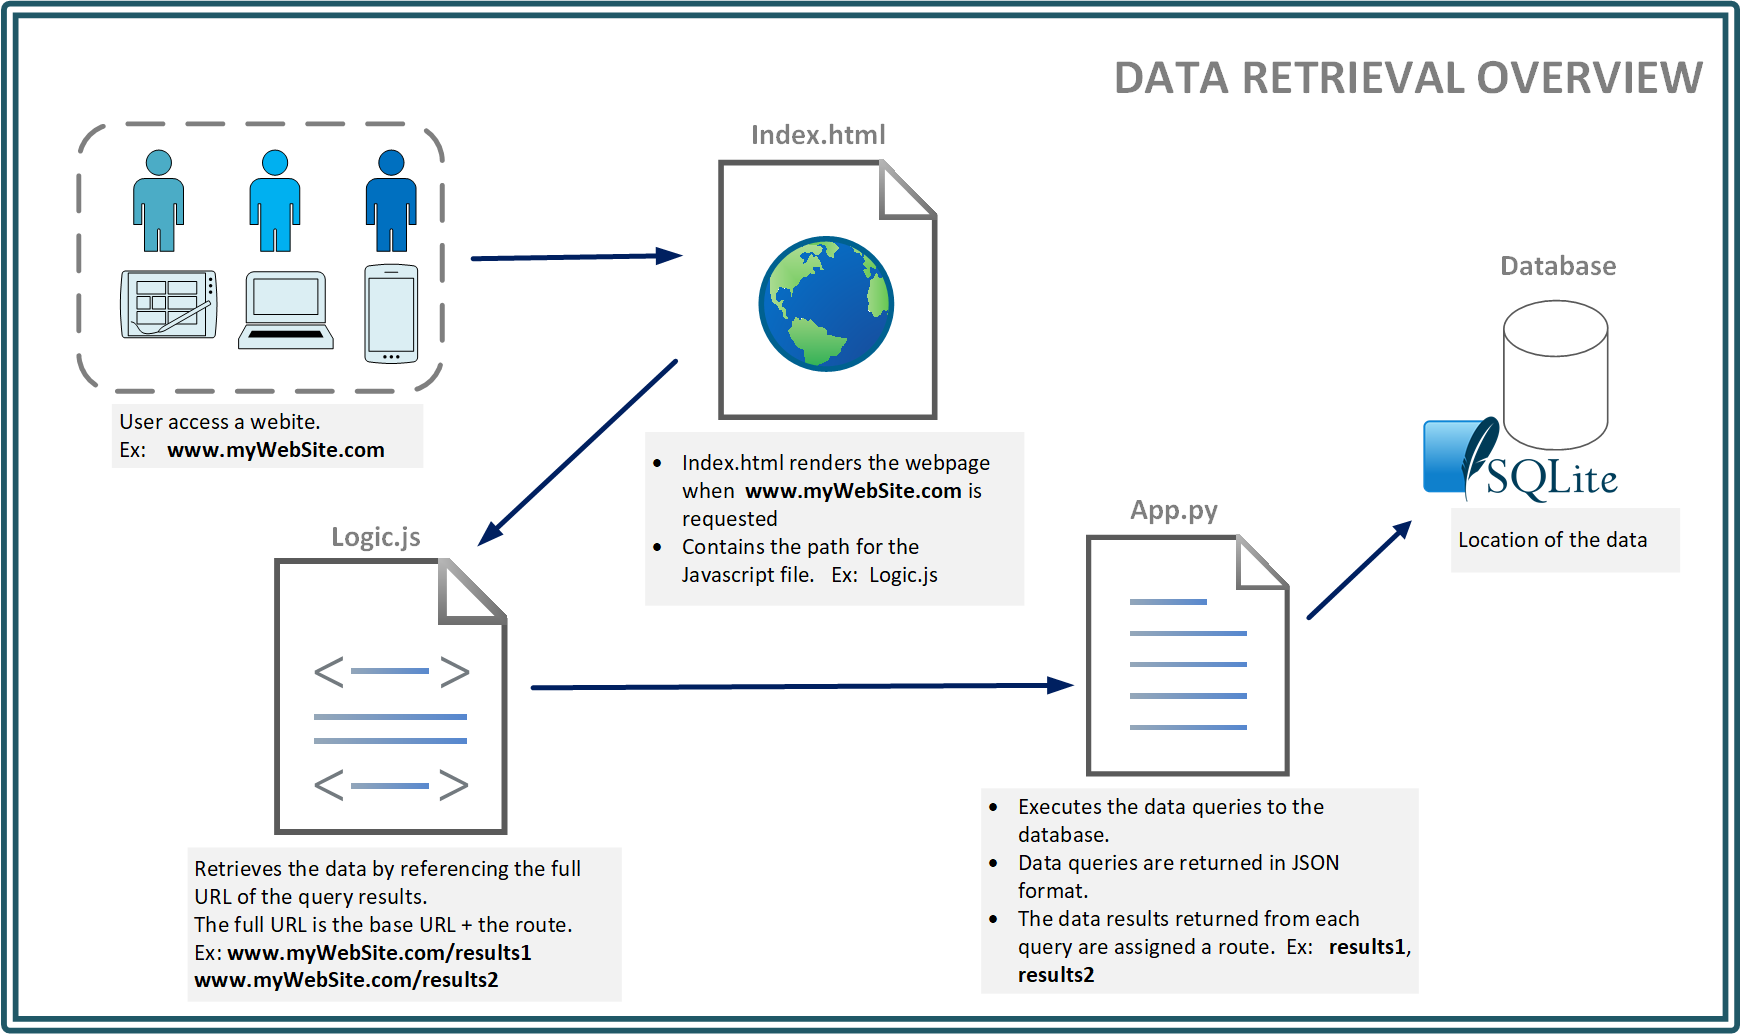 DATA RETRIEVAL OVERVIEW
Index.html
Database
User access a webite.
Ex: www.myWebSite.com
SQLite
Index.html renders the webpage
when www.myWebSite.com is
requested
Contains the path for the
Javascript file. Ex: Logic.js
Location of the data
Logic.js
App.py
Retrieves the data by referencing the full
URL of the query results.
The full URL is the base URL + the route.
Ex: www.myWebSite.com/results1
www.myWebSite.com/results2
Executes the data queries to the
database.
Data queries are returned in JSON
format.
The data results returned from each
query are assigned a route. Ex: results1,
results2